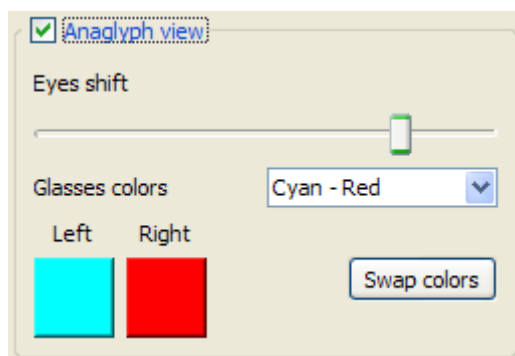 Anaglyph view
Eyes shift
Glasses colors Cyan - Red
Left Right
Swap colors